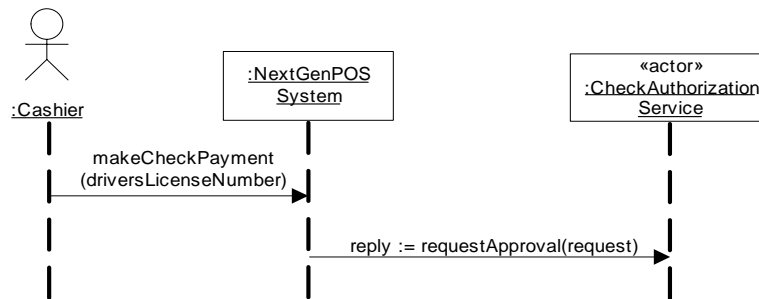 :Cashier
:NextGenPOS
System
«actor»
:CheckAuthorization
Service
makeCheckPayment
(driversLicenseNumber)
reply := requestApproval(request)